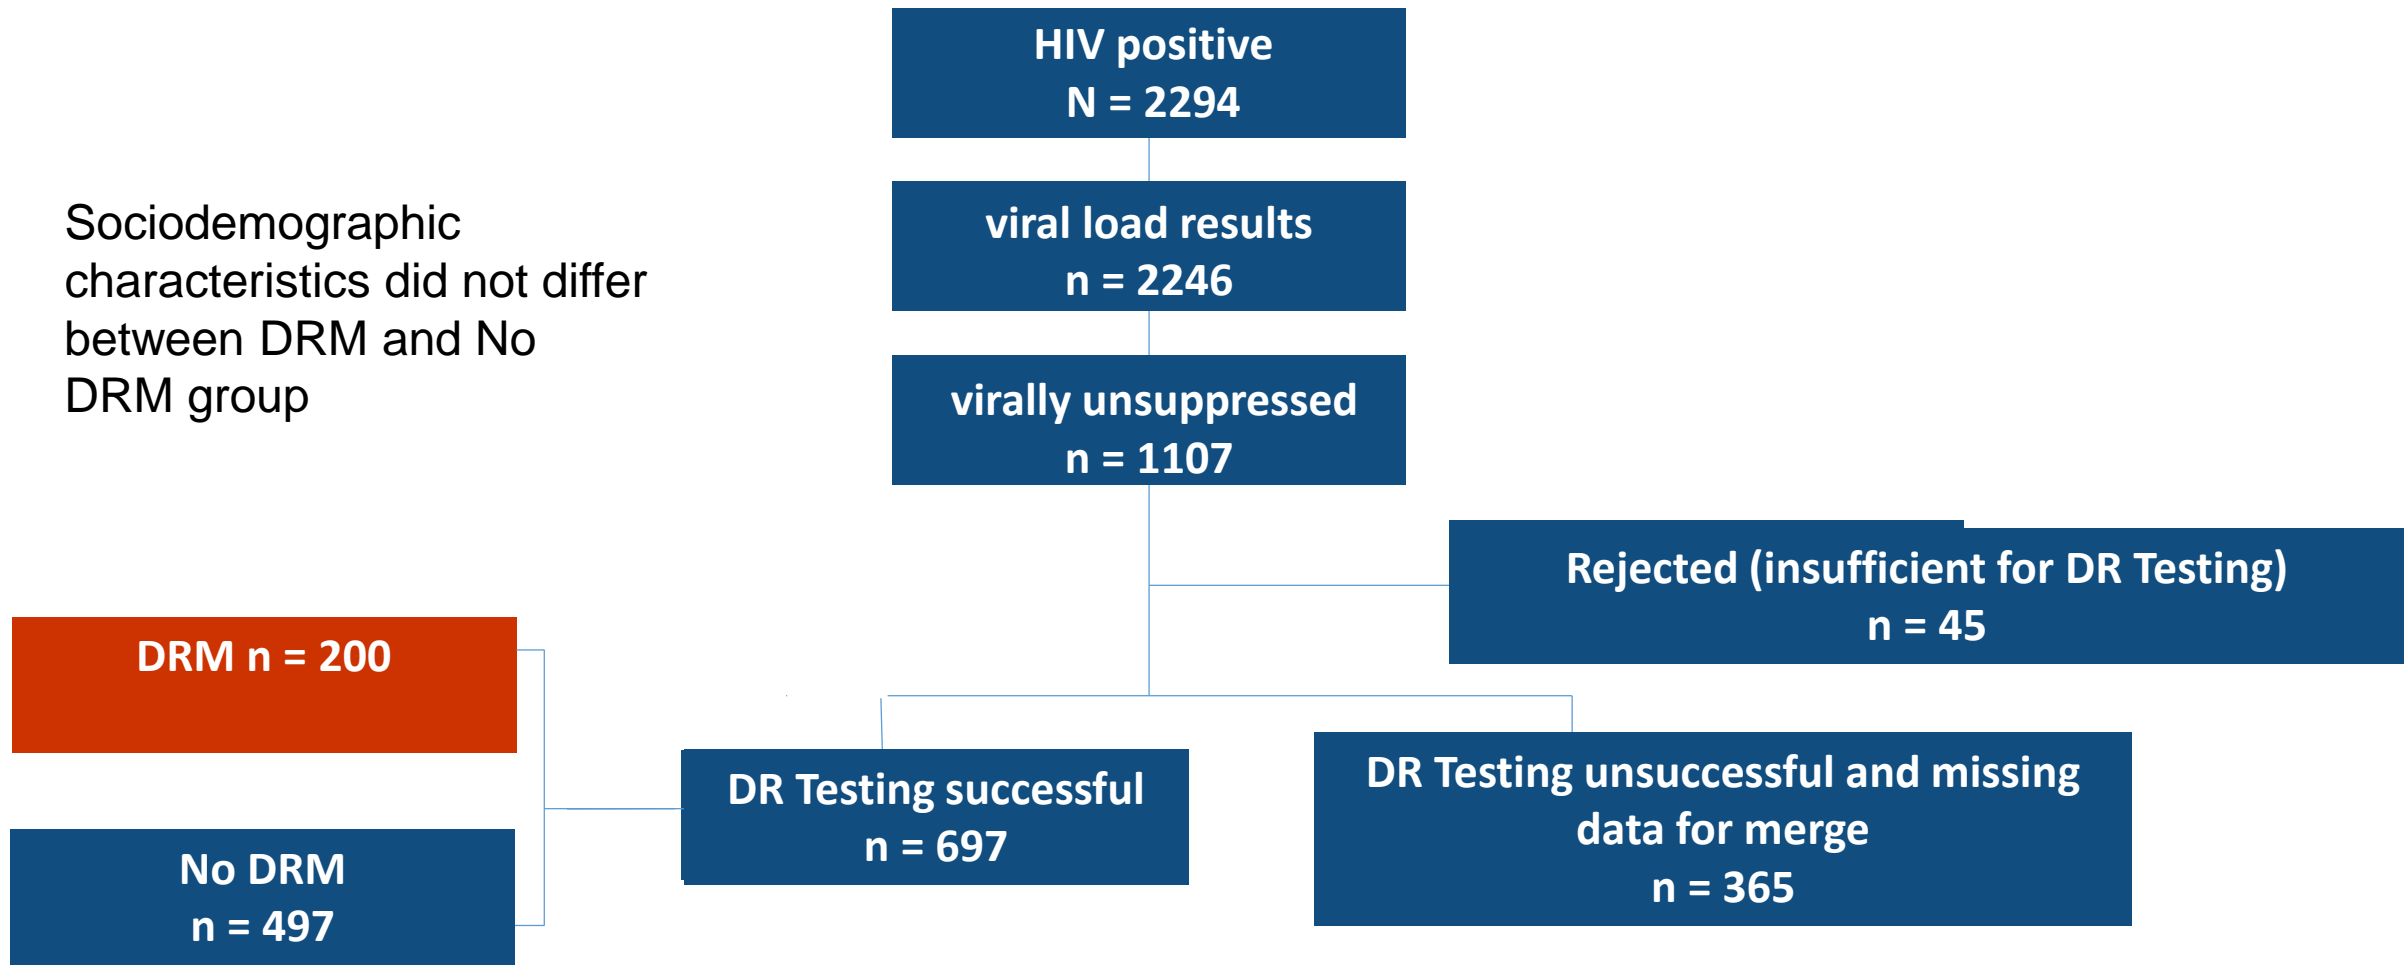 HIV positive
N = 2294
viral load results
n = 2246
Sociodemographic
characteristics did not differ
between DRM and No
DRM group
virally unsuppressed
n = 1107
Rejected (insufficient for DR Testing)
n = 45
DRM n = 200
DR Testing successful
n = 697
DR Testing unsuccessful and missing
data for merge
n = 365
No DRM
n = 497